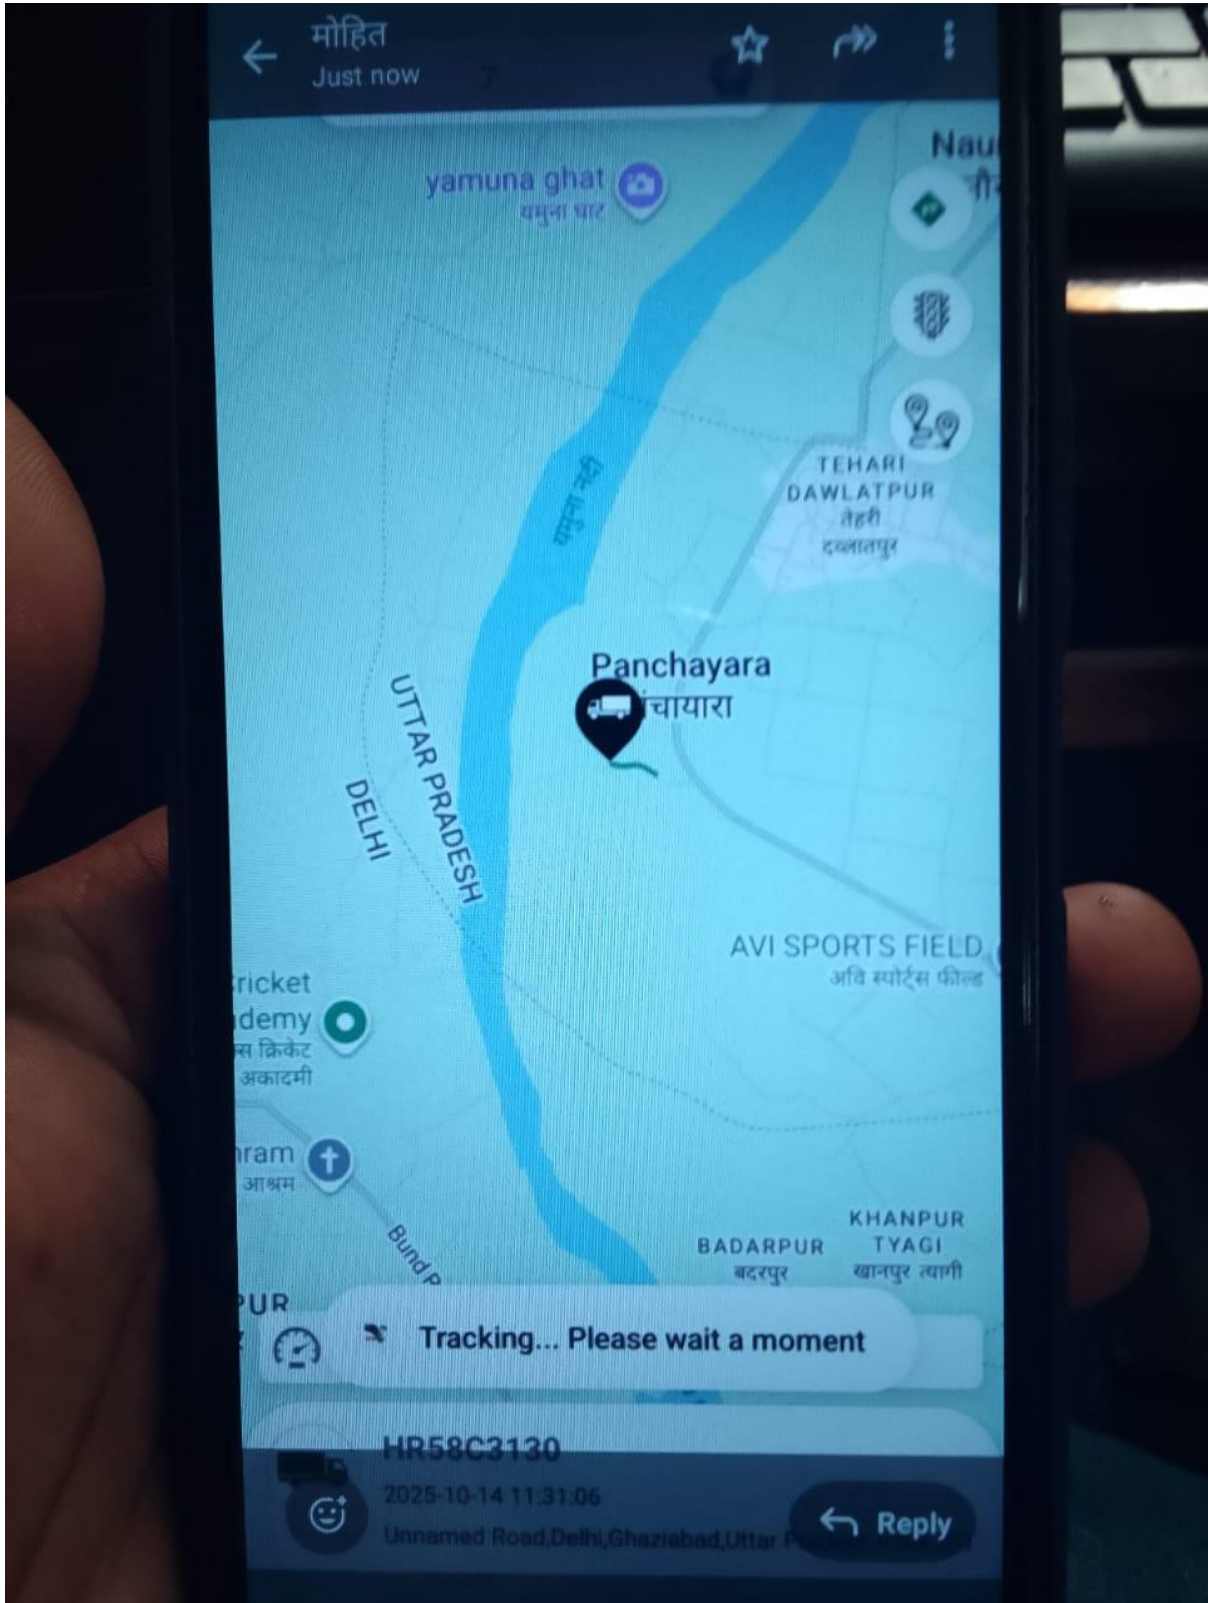 मोहित
Just now
Nau
yamuna ghat
यमुना घाट
यमुना नदी
TEHARI
DAWLATPUR
तेहरी
दव्लातपुर
Panchayara
ंचायारा
UTTAR PRADESH
DELHI
AVI SPORTS FIELD
अवि स्पोर्ट्स फील्ड
ricket
demy
स क्रिकेट
अकादमी
ram
आश्रम
Bund R
KHANPUR
TYAGI
खानपुर त्यागी
BADARPUR
बदरपुर
PUR
Tracking... Please wait a moment
HR58C3130
2025-10-14 11:31:06
Unnamed Road,Delhi,Ghaziabad,Uttar
Reply